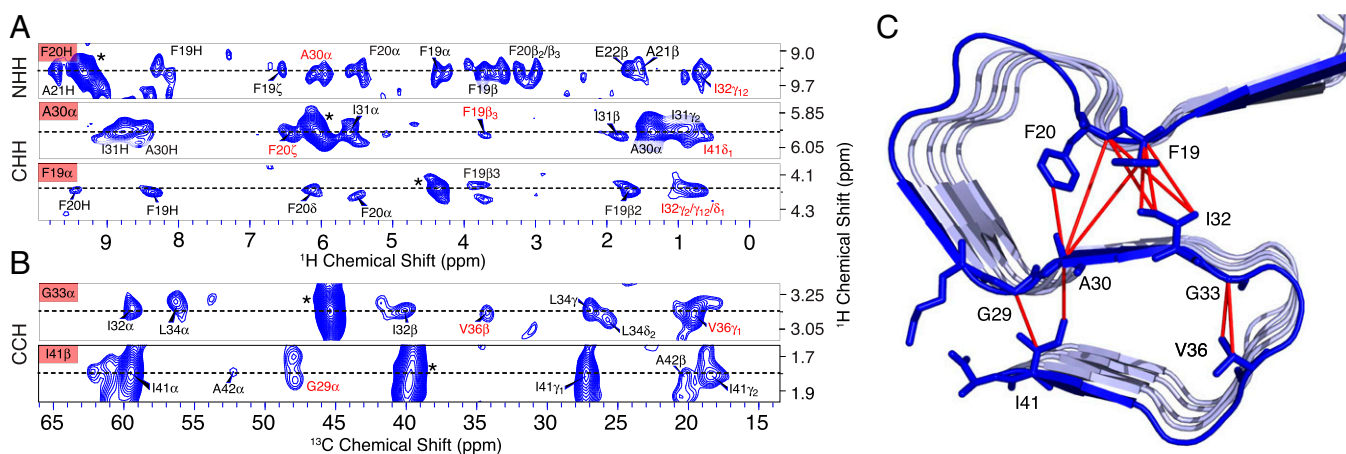 A
NHH
F20H
*
F19H
A30α
F20α
F19α
F20β2/β3
E22β
A21β
9.0
A21H
F19ζ
F19β
I32γ12
9.7
CHH
A30α
*
I31α
F19β3
I31β
I31γ2
5.85
I31H
A30H
F20ζ
A30α
I41δ1
6.05
F19α
*
F19β3
4.1
F20H
F19H
F20δ
F20α
F19β2
I32γ2/γ12/δ1
4.3
9 8 7 6 5 4 3 2 1 0
1H Chemical Shift (ppm)
1H Chemical Shift (ppm)
B
CCH
G33α
*
L34γ
3.25
I32α
L34α
I32β
V36β
L34δ2
V36γ1
3.05
I41β
*
A42β
1.7
I41α
A42α
G29α
I41γ1
I41γ2
1.9
65 60 55 50 45 40 35 30 25 20 15
13C Chemical Shift (ppm)
C
F20
F19
I32
A30
G33
G29
V36
I41